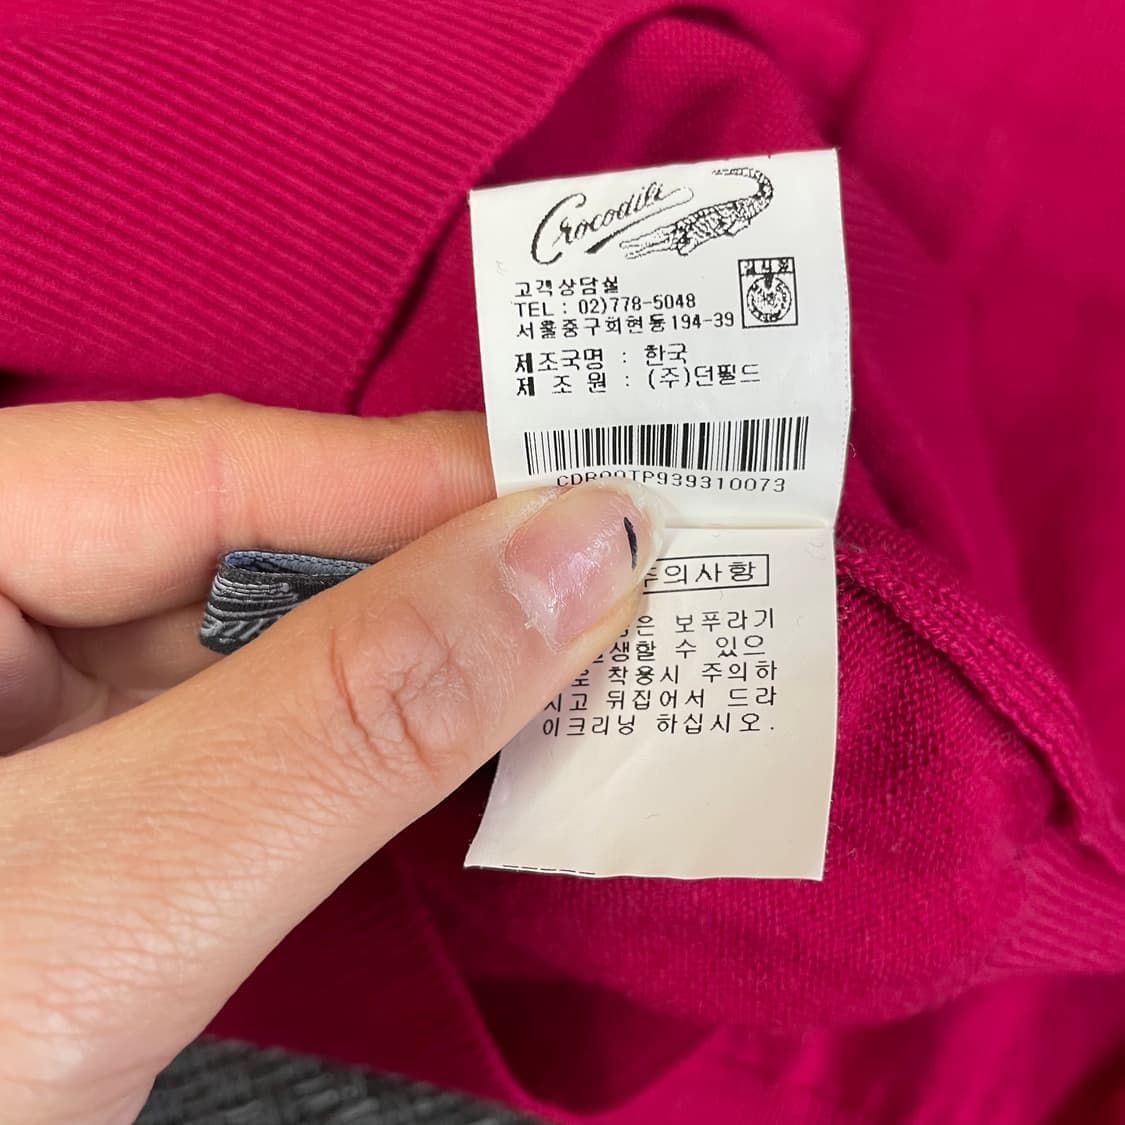 Crocodile
고객상담실
TEL : 02)778-5048
서울중구회현동194-39
제조국명 : 한국
제 조 원 : (주)던필드
939310073
주의사항
은 보푸라기
생할 수 있으
로 착용시 주의하
시고 뒤집어서 드라
이크리닝 하십시오.